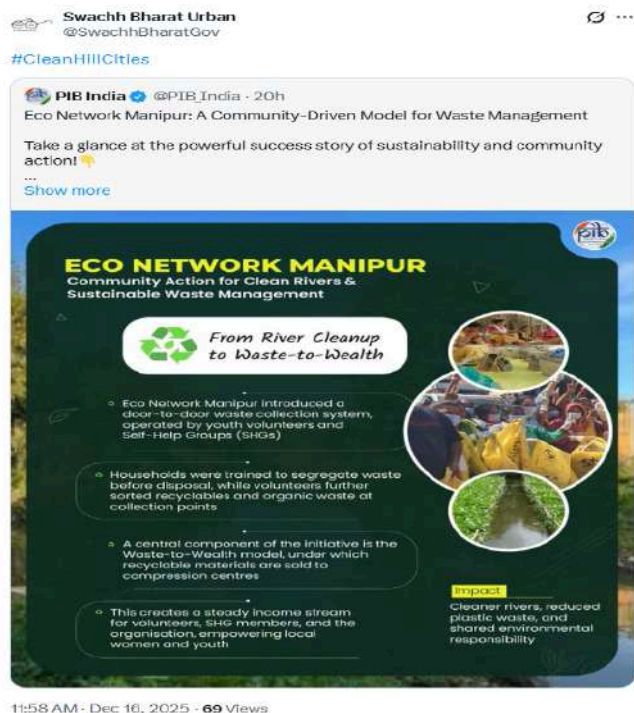 Swachh Bharat Urban
@SwachhBharatGov
#CleanHillCities
PIB India @PIB_India · 20h
Eco Network Manipur: A Community-Driven Model for Waste Management
Take a glance at the powerful success story of sustainability and community
action!👇
...
Show more
pib
ECO NETWORK MANIPUR
Community Action for Clean Rivers &
Sustainable Waste Management
From River Cleanup
to Waste-to-Wealth
Eco Network Manipur introduced a
door-to-door waste collection system,
operated by youth volunteers and
Self-Help Groups (SHGs)
Households were trained to segregate waste
before disposal, while volunteers further
sorted recyclables and organic waste at
collection points
A central component of the initiative is the
Waste-to-Wealth model, under which
recyclable materials are sold to
compression centres
This creates a steady income stream
for volunteers, SHG members, and the
organisation, empowering local
women and youth
Impact
Cleaner rivers, reduced
plastic waste, and
shared environmental
responsibility
11:58 AM · Dec 16, 2025 · 69 Views